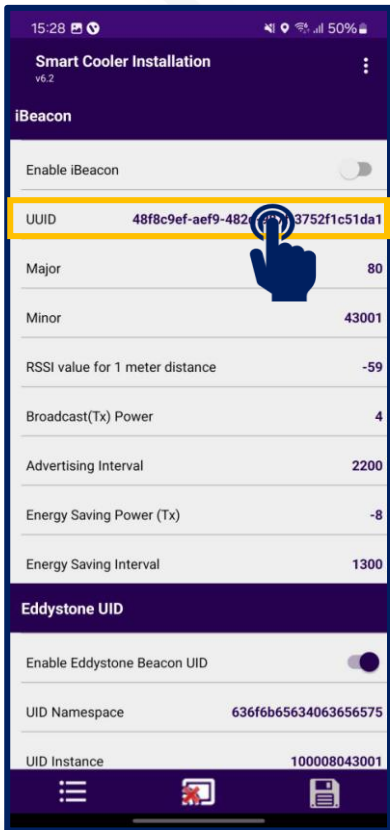 15:28 50%
Smart Cooler Installation
v6.2
iBeacon
Enable iBeacon
UUID 48f8c9ef-aef9-482 3752f1c51da1
Major 80
Minor 43001
RSSI value for 1 meter distance -59
Broadcast(Tx) Power 4
Advertising Interval 2200
Energy Saving Power (Tx) -8
Energy Saving Interval 1300
Eddystone UID
Enable Eddystone Beacon UID
UID Namespace 636f6b65634063656575
UID Instance 100008043001